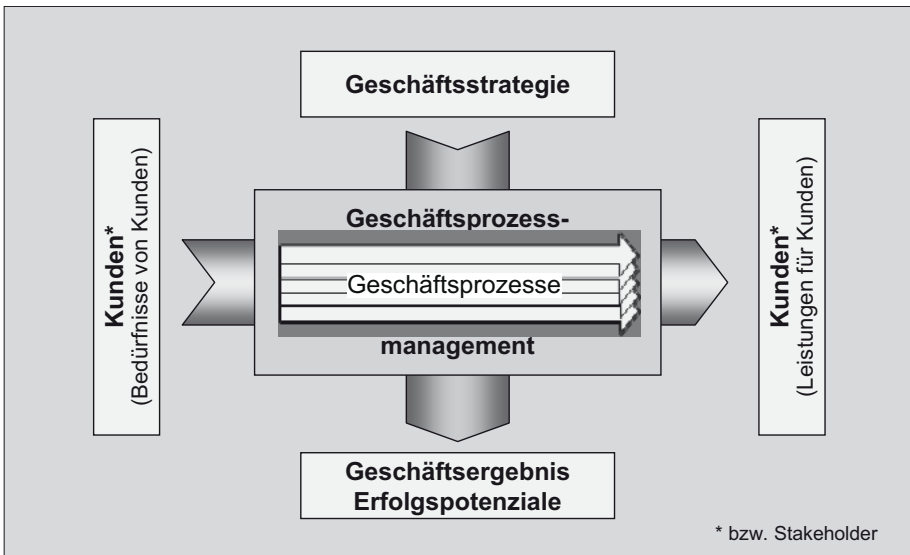 Geschäftsstrategie
Kunden*
(Bedürfnisse von Kunden)
Geschäftsprozess-
Geschäftsprozesse
management
Kunden*
(Leistungen für Kunden)
Geschäftsergebnis
Erfolgspotenziale
* bzw. Stakeholder